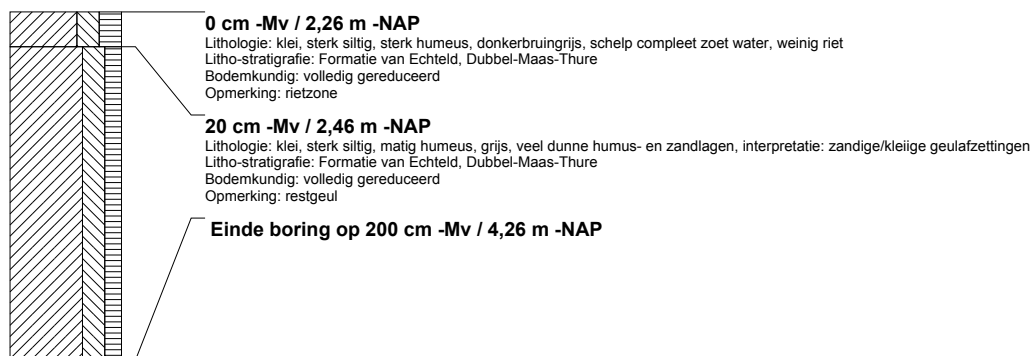 0 cm -Mv / 2,26 m -NAP
Lithologie: klei, sterk siltig, sterk humeus, donkerbruingrijs, schelp compleet zoet water, weinig riet
Litho-stratigrafie: Formatie van Echteld, Dubbel-Maas-Thure
Bodemkundig: volledig gereduceerd
Opmerking: rietzone
20 cm -Mv / 2,46 m -NAP
Lithologie: klei, sterk siltig, matig humeus, grijs, veel dunne humus- en zandlagen, interpretatie: zandige/kleiige geulafzettingen
Litho-stratigrafie: Formatie van Echteld, Dubbel-Maas-Thure
Bodemkundig: volledig gereduceerd
Opmerking: restgeul
Einde boring op 200 cm -Mv / 4,26 m -NAP